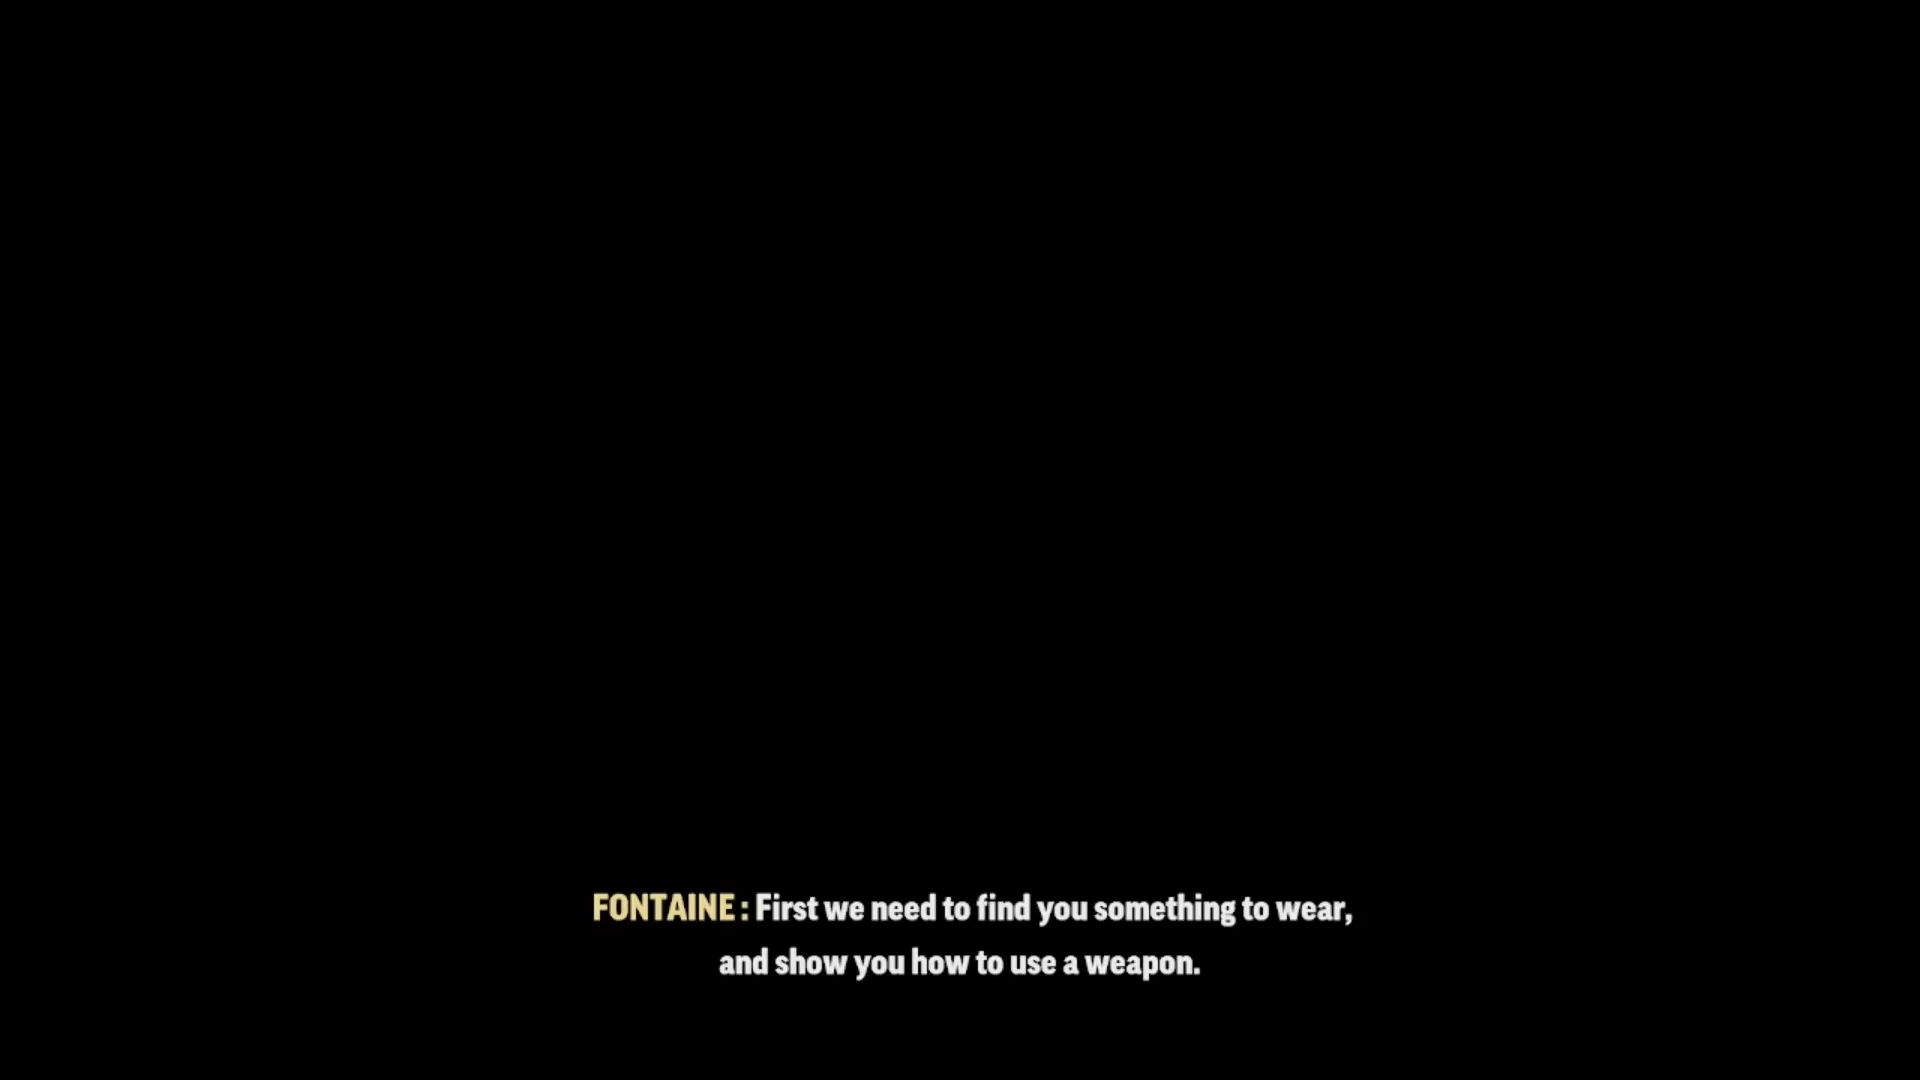 FONTAINE : First we need to find you something to wear,
and show you how to use a weapon.